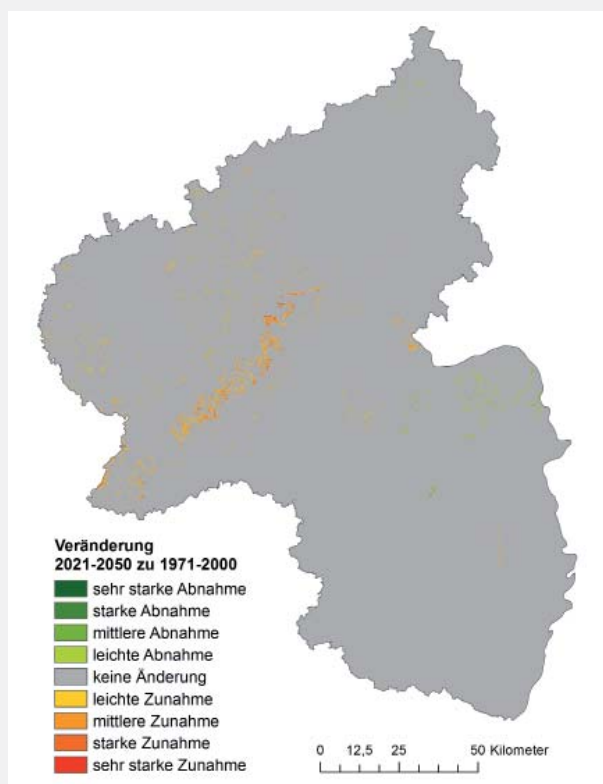 Veränderung
2021-2050 zu 1971-2000
sehr starke Abnahme
starke Abnahme
mittlere Abnahme
leichte Abnahme
keine Änderung
leichte Zunahme
mittlere Zunahme
starke Zunahme
sehr starke Zunahme
0 12,5 25 50 Kilometer